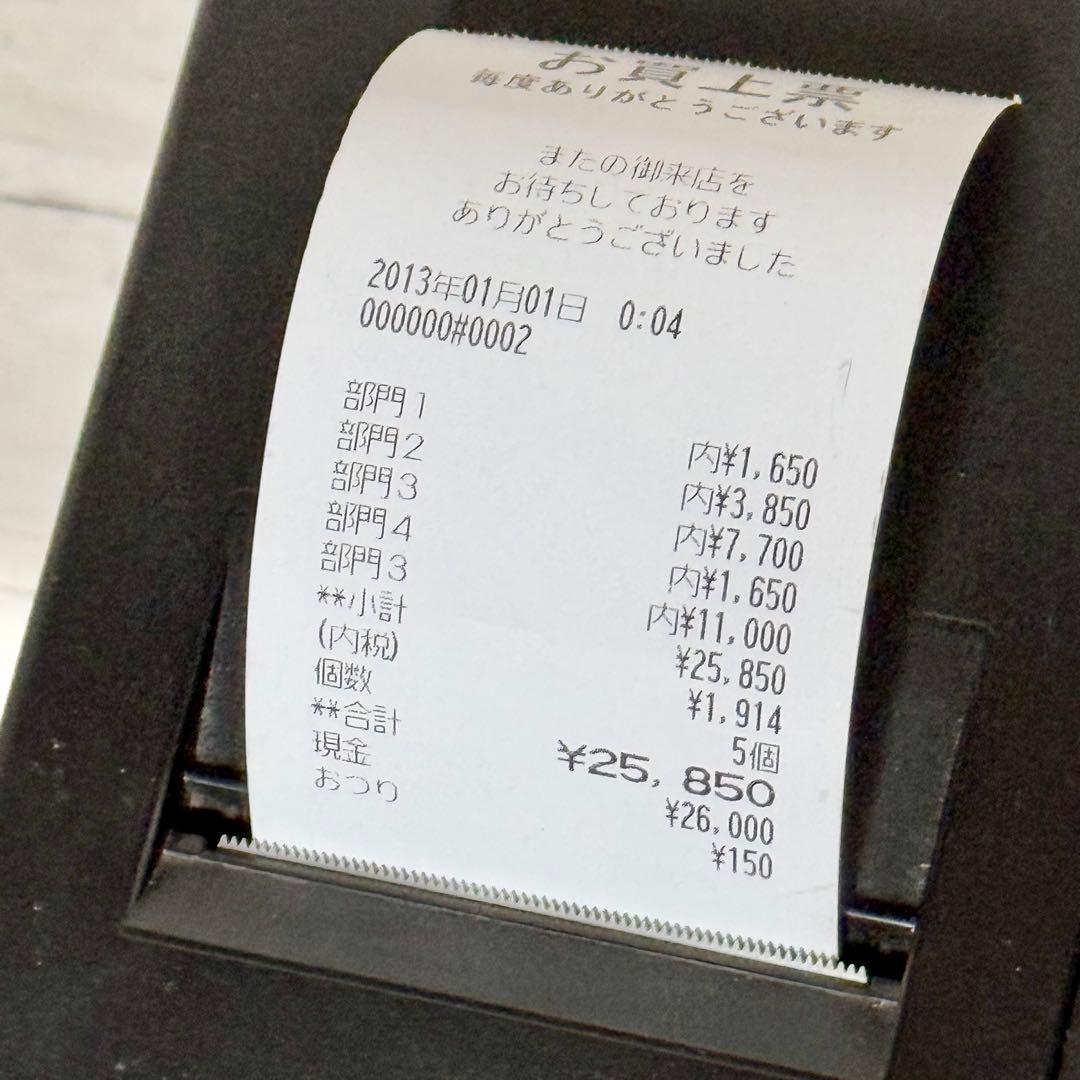 お買上票
毎度ありがとうございます
またの御来店を
お待ちしております
ありがとうございました
2013年01月01日 0:04
000000#0002
部門1 内¥1,650
部門2 内¥3,850
部門3 内¥7,700
部門4 内¥1,650
部門3 内¥11,000
**小計 ¥25,850
(内税) ¥1,914
個数 5個
**合計 ¥25,850
現金 ¥26,000
おつり ¥150